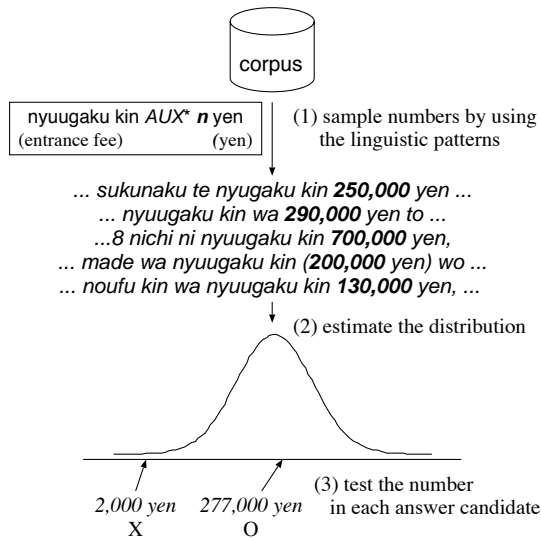 corpus
nyuugaku kin AUX* n yen
(entrance fee) (yen)
(1) sample numbers by using
the linguistic patterns
... sukunaku te nyugaku kin 250,000 yen ...
... nyuugaku kin wa 290,000 yen to ...
...8 nichi ni nyuugaku kin 700,000 yen,
... made wa nyuugaku kin (200,000 yen) wo ...
... noufu kin wa nyuugaku kin 130,000 yen, ...
(2) estimate the distribution
2,000 yen 277,000 yen
X O
(3) test the number
in each answer candidate